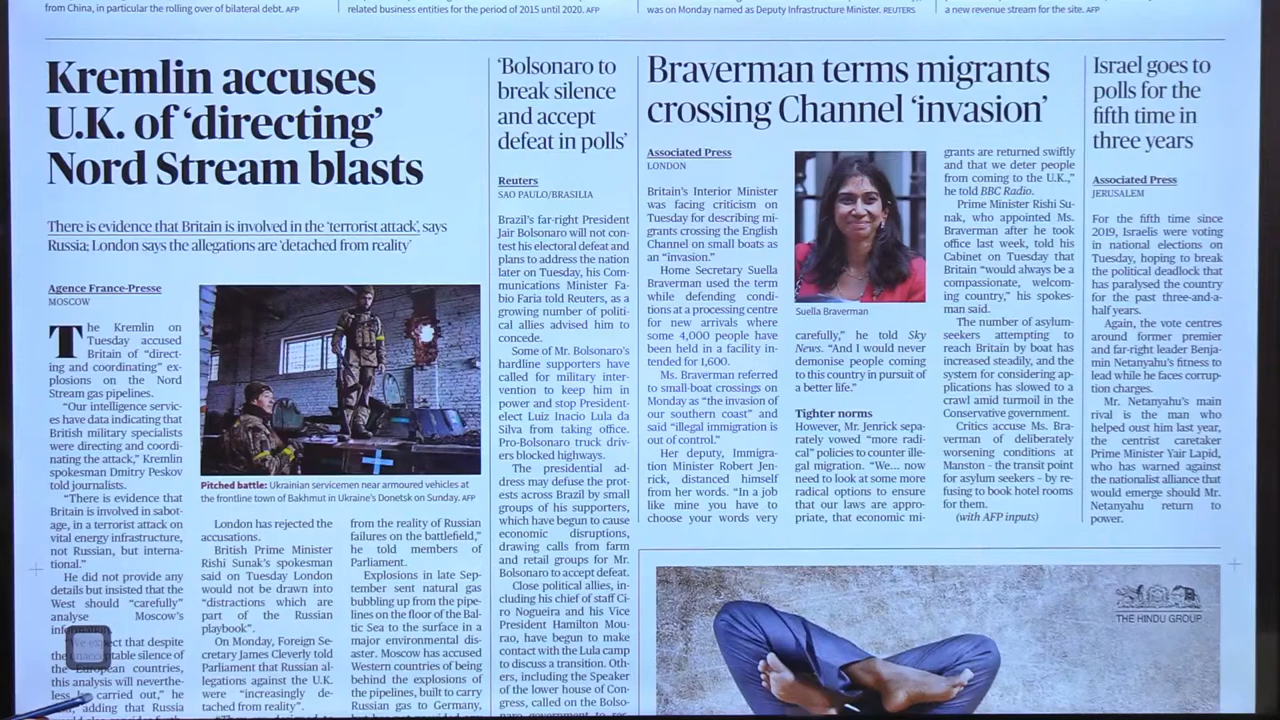 from China, in particular the rolling over of bilateral debt. AFP
related business entities for the period of 2015 until 2020. AFP
was on Monday named as Deputy Infrastructure Minister. REUTERS
a new revenue stream for the site. AFP
Kremlin accuses
U.K. of ‘directing’
Nord Stream blasts
There is evidence that Britain is involved in the ‘terrorist attack’, says
Russia; London says the allegations are ‘detached from reality’
Agence France-Presse
MOSCOW
The Kremlin on
Tuesday accused
Britain of “direct-
ing and coordinating” ex-
plosions on the Nord
Stream gas pipelines.
“Our intelligence servic-
es have data indicating that
British military specialists
were directing and coordi-
nating the attack,” Kremlin
spokesman Dmitry Peskov
told journalists.
“There is evidence that
Britain is involved in sabot-
age, in a terrorist attack on
vital energy infrastructure,
not Russian, but interna-
tional.”
He did not provide any
details but insisted that the
West should “carefully”
analyse Moscow’s
information.
“We expect that despite
the unacceptable silence of
the European countries,
this analysis will neverthe-
less be carried out,” he
adding that Russia
Pitched battle: Ukrainian servicemen near armoured vehicles at
the frontline town of Bakhmut in Ukraine’s Donetsk on Sunday. AFP
London has rejected the
accusations.
British Prime Minister
Rishi Sunak’s spokesman
said on Tuesday London
would not be drawn into
“distractions which are
part of the Russian
playbook”.
On Monday, Foreign Se-
cretary James Cleverly told
Parliament that Russian al-
legations against the U.K.
were “increasingly de-
tached from reality”.
from the reality of Russian
failures on the battlefield,”
he told members of
Parliament.
Explosions in late Sep-
tember sent natural gas
bubbling up from the pipe-
lines on the floor of the Bal-
tic Sea to the surface in a
major environmental dis-
aster. Moscow has accused
Western countries of being
behind the explosions of
the pipelines, built to carry
Russian gas to Germany,
‘Bolsonaro to
break silence
and accept
defeat in polls’
Reuters
SAO PAULO/BRASILIA
Brazil’s far-right President
Jair Bolsonaro will not con-
test his electoral defeat and
plans to address the nation
later on Tuesday, his Com-
munications Minister Fa-
bio Faria told Reuters, as a
growing number of politi-
cal allies advised him to
concede.
Some of Mr. Bolsonaro’s
hardline supporters have
called for military inter-
vention to keep him in
power and stop President-
elect Luiz Inacio Lula da
Silva from taking office.
Pro-Bolsonaro truck driv-
ers blocked highways.
The presidential ad-
dress may defuse the prot-
ests across Brazil by small
groups of his supporters,
which have begun to cause
economic disruptions,
drawing calls from farm
and retail groups for Mr.
Bolsonaro to accept defeat.
Close political allies, in-
cluding his chief of staff Ci-
ro Nogueira and his Vice
President Hamilton Mou-
rao, have begun to make
contact with the Lula camp
to discuss a transition. Oth-
ers, including the Speaker
of the lower house of Con-
gress, called on the Bolso-
Braverman terms migrants
crossing Channel ‘invasion’
Associated Press
LONDON
Britain’s Interior Minister
was facing criticism on
Tuesday for describing mi-
grants crossing the English
Channel on small boats as
an “invasion.”
Home Secretary Suella
Braverman used the term
while defending condi-
tions at a processing centre
for new arrivals where
some 4,000 people have
been held in a facility in-
tended for 1,600.
Ms. Braverman referred
to small-boat crossings on
Monday as “the invasion of
our southern coast” and
said “illegal immigration is
out of control.”
Her deputy, Immigra-
tion Minister Robert Jen-
rick, distanced himself
from her words. “In a job
like mine you have to
choose your words very
Suella Braverman
carefully,” he told Sky
News. “And I would never
demonise people coming
to this country in pursuit of
a better life.”
Tighter norms
However, Mr. Jenrick sepa-
rately vowed “more radi-
cal” policies to counter ille-
gal migration. “We... now
need to look at some more
radical options to ensure
that our laws are appro-
priate, that economic mi-
grants are returned swiftly
and that we deter people
from coming to the U.K.,”
he told BBC Radio.
Prime Minister Rishi Su-
nak, who appointed Ms.
Braverman after he took
office last week, told his
Cabinet on Tuesday that
Britain “would always be a
compassionate, welcom-
ing country,” his spokes-
man said.
The number of asylum-
seekers attempting to
reach Britain by boat has
increased steadily, and the
system for considering ap-
plications has slowed to a
crawl amid turmoil in the
Conservative government.
Critics accuse Ms. Bra-
verman of deliberately
worsening conditions at
Manston – the transit point
for asylum seekers – by re-
fusing to book hotel rooms
for them.
(with AFP inputs)
Israel goes to
polls for the
fifth time in
three years
Associated Press
JERUSALEM
For the fifth time since
2019, Israelis were voting
in national elections on
Tuesday, hoping to break
the political deadlock that
has paralysed the country
for the past three-and-a-
half years.
Again, the vote centres
around former premier
and far-right leader Benja-
min Netanyahu’s fitness to
lead while he faces corrup-
tion charges.
Mr. Netanyahu’s main
rival is the man who
helped oust him last year,
the centrist caretaker
Prime Minister Yair Lapid,
who has warned against
the nationalist alliance that
would emerge should Mr.
Netanyahu return to
power.
THE HINDU GROUP